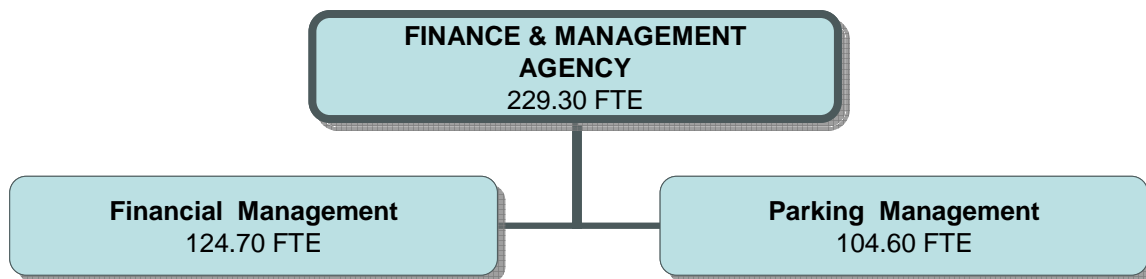 FINANCE & MANAGEMENT
AGENCY
229.30 FTE
Financial Management
124.70 FTE
Parking Management
104.60 FTE